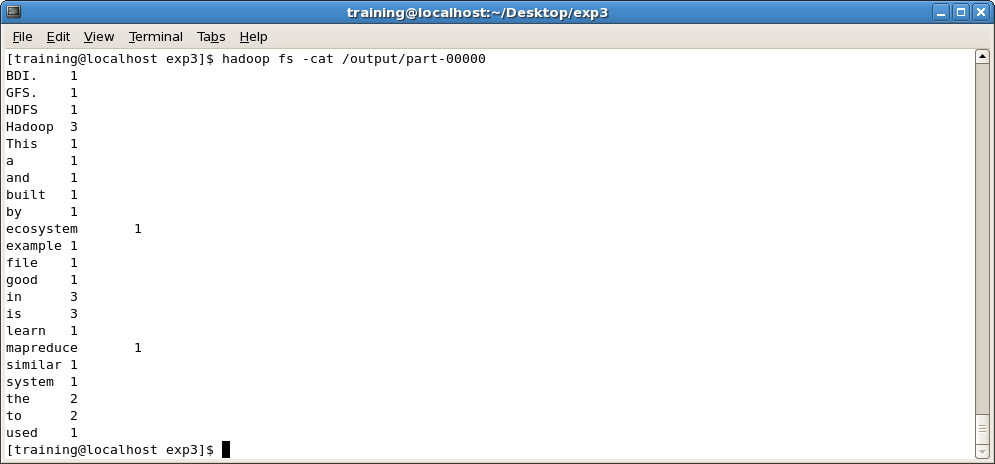 training@localhost:~/Desktop/exp3
File Edit View Terminal Tabs Help
[training@localhost exp3]$ hadoop fs -cat /output/part-00000
BDI. 1
GFS. 1
HDFS 1
Hadoop 3
This 1
a 1
and 1
built 1
by 1
ecosystem 1
example 1
file 1
good 1
in 3
is 3
learn 1
mapreduce 1
similar 1
system 1
the 2
to 2
used 1
[training@localhost exp3]$